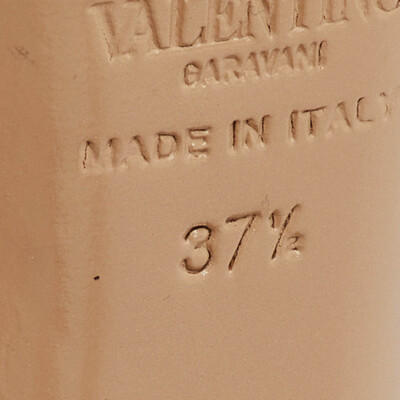 VALENTINO
GARAVANI
MADE IN ITALY
37½